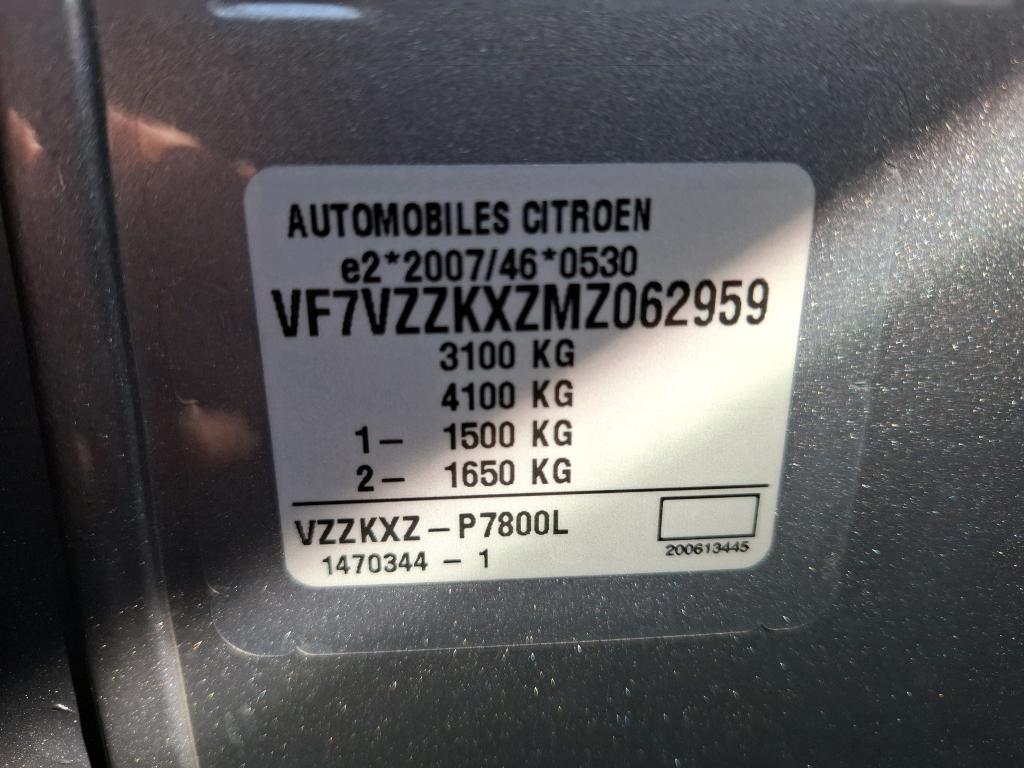 AUTOMOBILES CITROEN
e2*2007/46*0530
VF7VZZKXZMZ062959
3100 KG
4100 KG
1- 1500 KG
2- 1650 KG
VZZKXZ-P7800L
1470344 - 1
200613445